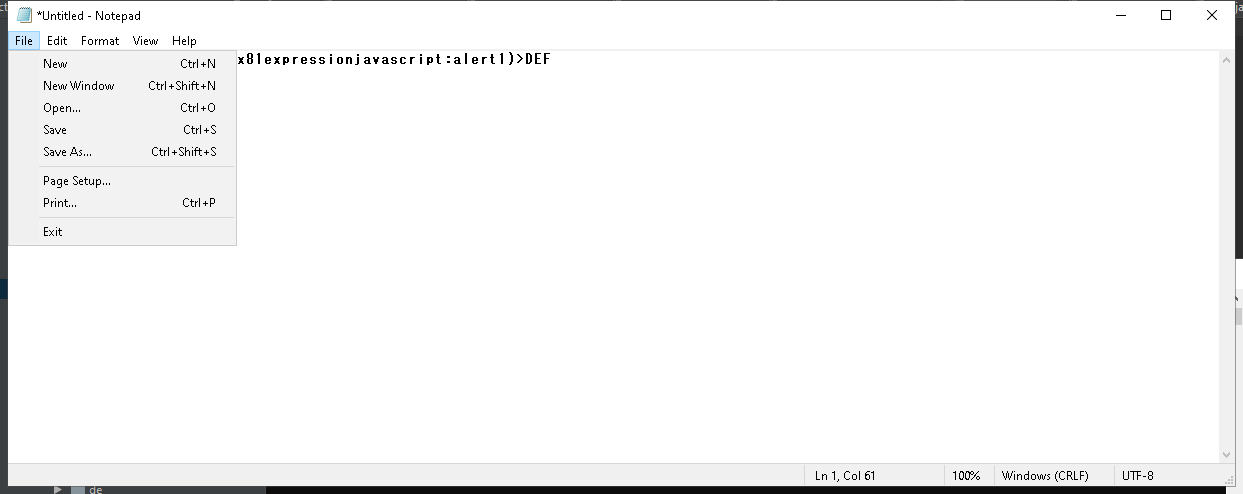 *Untitled - Notepad
File Edit Format View Help
x81expressionjavascript:alert1)>DEF
New Ctrl+N
New Window Ctrl+Shift+N
Open... Ctrl+O
Save Ctrl+S
Save As... Ctrl+Shift+S
Page Setup...
Print... Ctrl+P
Exit
Ln 1, Col 61 100% Windows (CRLF) UTF-8
de